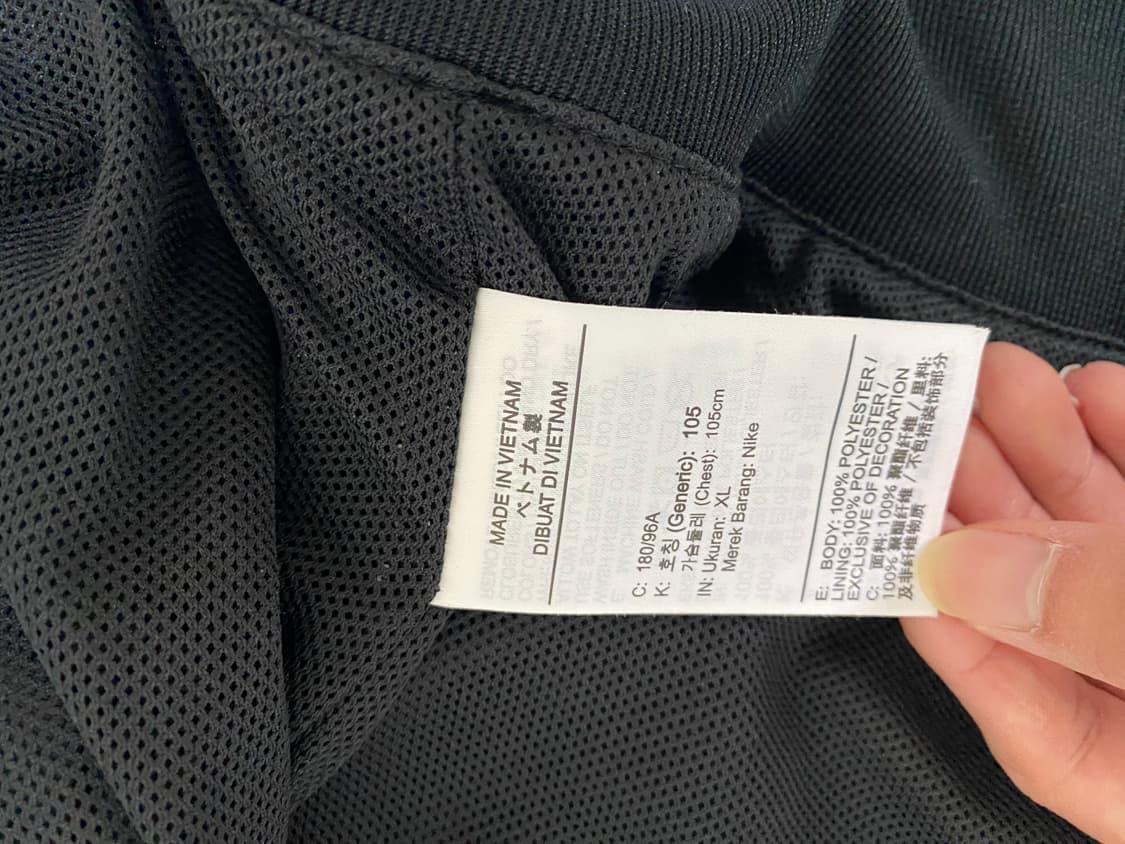 MADE IN VIETNAM
ベトナム製
DIBUAT DI VIETNAM
C: 180/96A
K: 호칭 (Generic): 105
가슴둘레 (Chest): 105cm
IN: Ukuran: XL
Merek Barang: Nike
E: BODY: 100% POLYESTER /
LINING: 100% POLYESTER /
EXCLUSIVE OF DECORATION
C: 面料: 100% 聚酯纤维 / 里料:
100% 聚酯纤维 / 不包括装饰部分
及非纤维物质